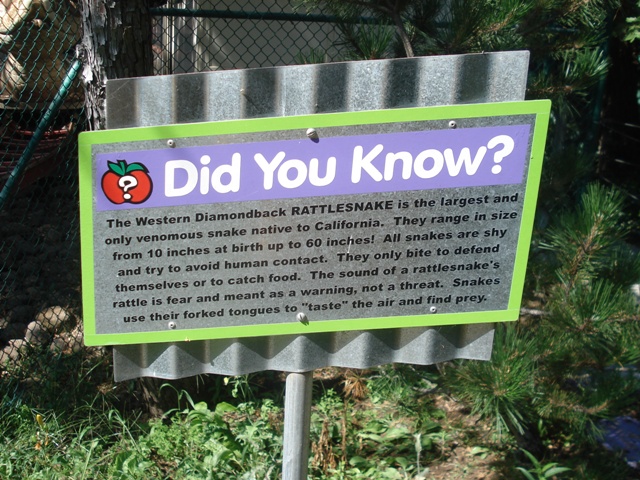 ?
Did You Know?
The Western Diamondback RATTLESNAKE is the largest and
only venomous snake native to California. They range in size
from 10 inches at birth up to 60 inches! All snakes are shy
and try to avoid human contact. They only bite to defend
themselves or to catch food. The sound of a rattlesnake's
rattle is fear and meant as a warning, not a threat. Snakes
use their forked tongues to "taste" the air and find prey.